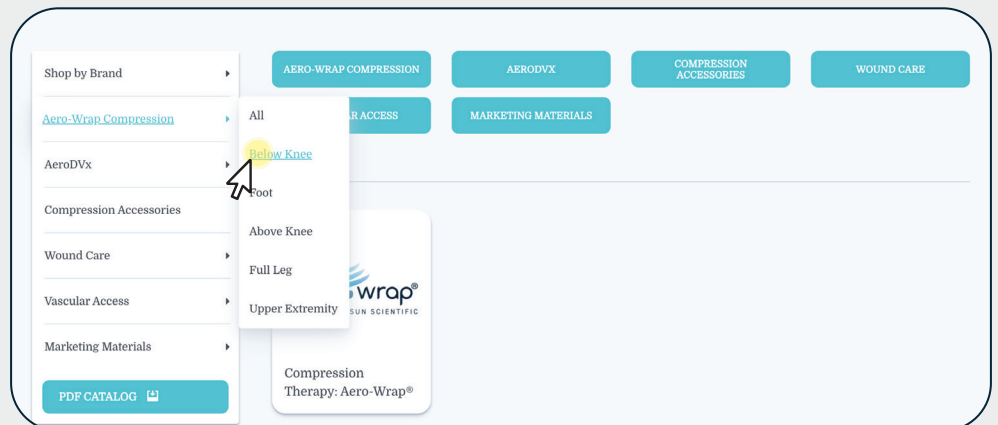 Shop by Brand
Aero-Wrap Compression
AeroDVx
Compression Accessories
Wound Care
Vascular Access
Marketing Materials
PDF CATALOG
All
Below Knee
Foot
Above Knee
Full Leg
Upper Extremity
AERO-WRAP COMPRESSION
AERODVX
COMPRESSION
ACCESSORIES
WOUND CARE
ACCESS
MARKETING MATERIALS
wrap®
SUN SCIENTIFIC
Compression
Therapy: Aero-Wrap®